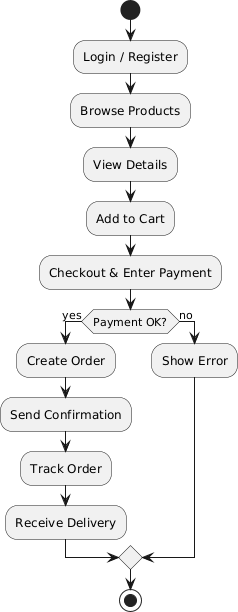 Login / Register
Browse Products
View Details
Add to Cart
Checkout & Enter Payment
yes
Payment OK?
no
Create Order
Show Error
Send Confirmation
Track Order
Receive Delivery